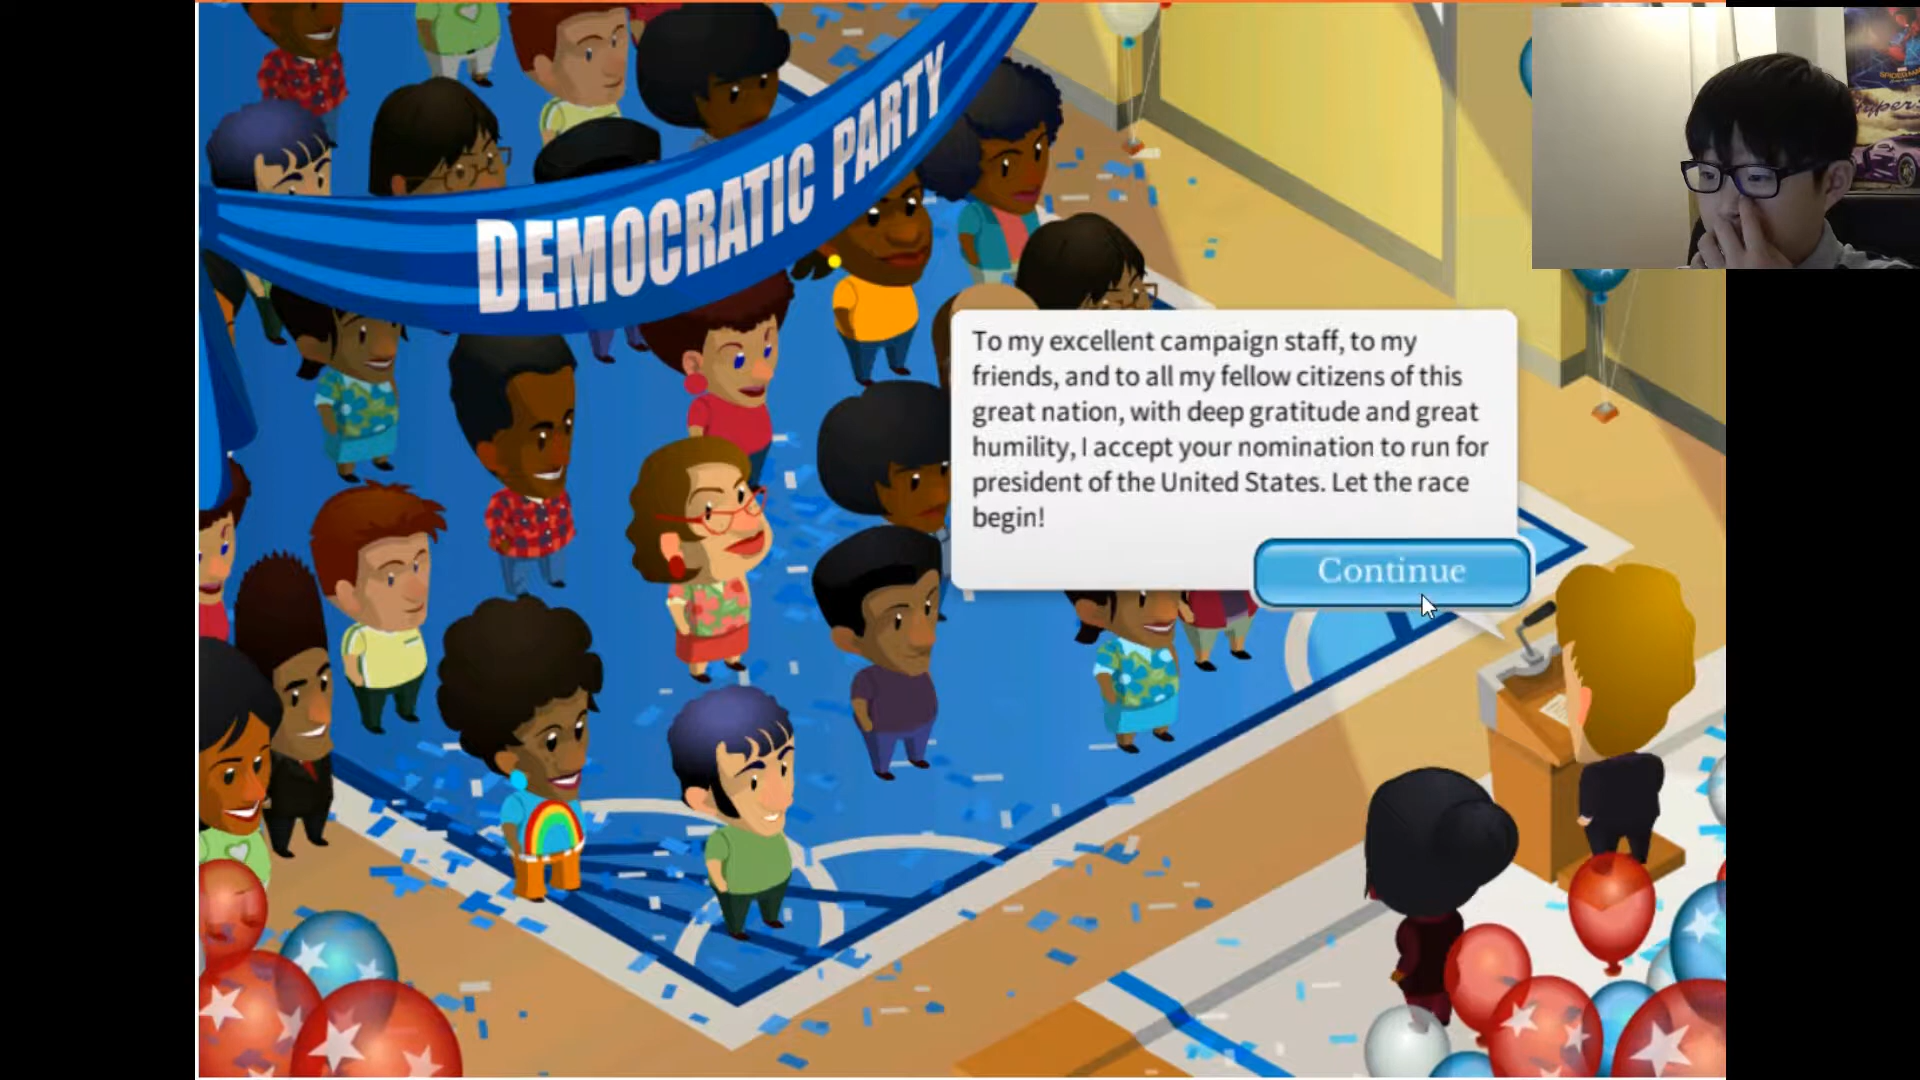 DEMOCRATIC PARTY
To my excellent campaign staff, to my
friends, and to all my fellow citizens of this
great nation, with deep gratitude and great
humility, I accept your nomination to run for
president of the United States. Let the race
begin!
Continue